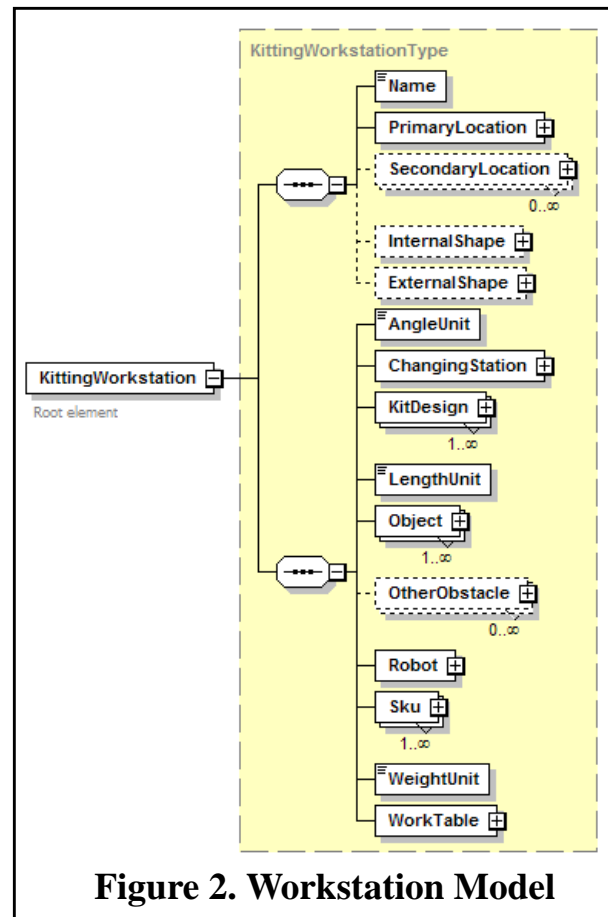 KittingWorkstationType
Name
PrimaryLocation
SecondaryLocation
0..∞
InternalShape
ExternalShape
AngleUnit
ChangingStation
KittingWorkstation
Root element
KitDesign
1..∞
LengthUnit
Object
1..∞
OtherObstacle
0..∞
Robot
Sku
1..∞
WeightUnit
WorkTable
Figure 2. Workstation Model